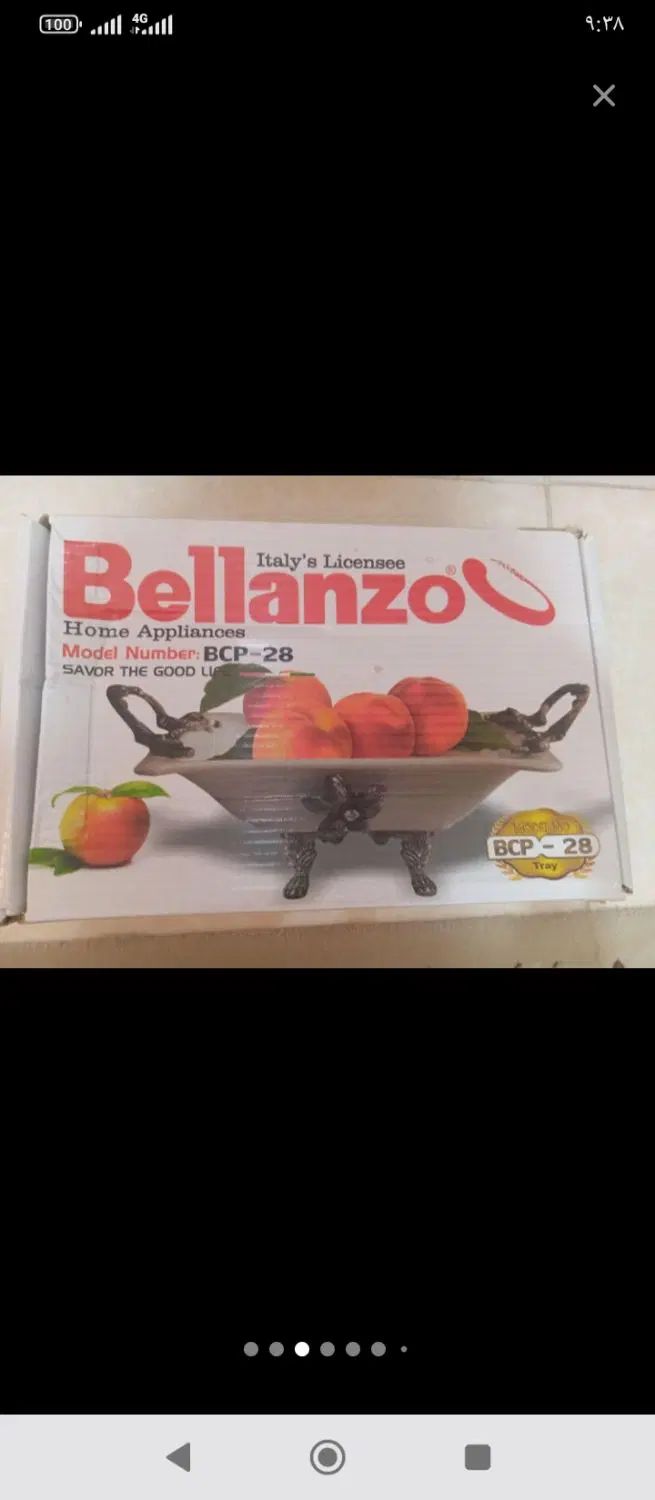 100 4G ۹:۳۸
Italy's Licensee
Bellanzo®
Home Appliances
Model Number: BCP-28
SAVOR THE GOOD LIFE
BCP - 28
Tray